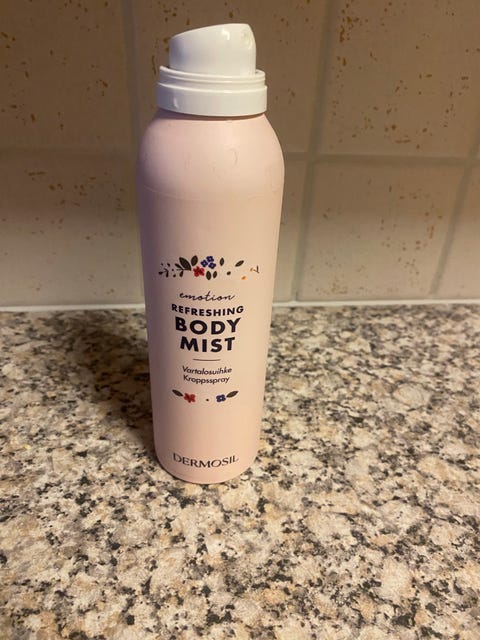 emotion
REFRESHING
BODY
MIST
Vartalosuihke
Kroppsspray
DERMOSIL